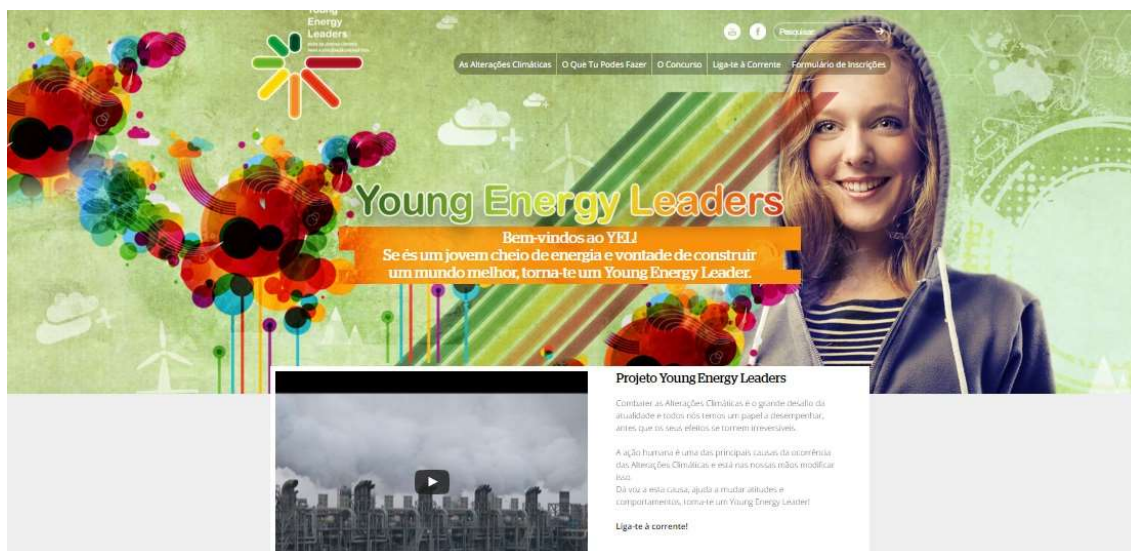 Young
Energy
Leaders
Pesquisar
As Alterações Climáticas
O Que Tu Podes Fazer
O Concurso
Liga-te à Corrente
Formulário de Inscrições
Young Energy Leaders
Bem-vindos ao YEL!
Se és um jovem cheio de energia e vontade de construir
um mundo melhor, torna-te um Young Energy Leader.
Projeto Young Energy Leaders
Combater as Alterações Climáticas é o grande desafio da
atualidade e todos nós temos um papel a desempenhar,
antes que os seus efeitos se tornem irreversíveis.
A ação humana é uma das principais causas da ocorrência
das Alterações Climáticas e está nas nossas mãos modificar
isso.
Dá voz a esta causa, ajuda a mudar atitudes e
comportamentos, torna-te um Young Energy Leader!
Liga-te à corrente!